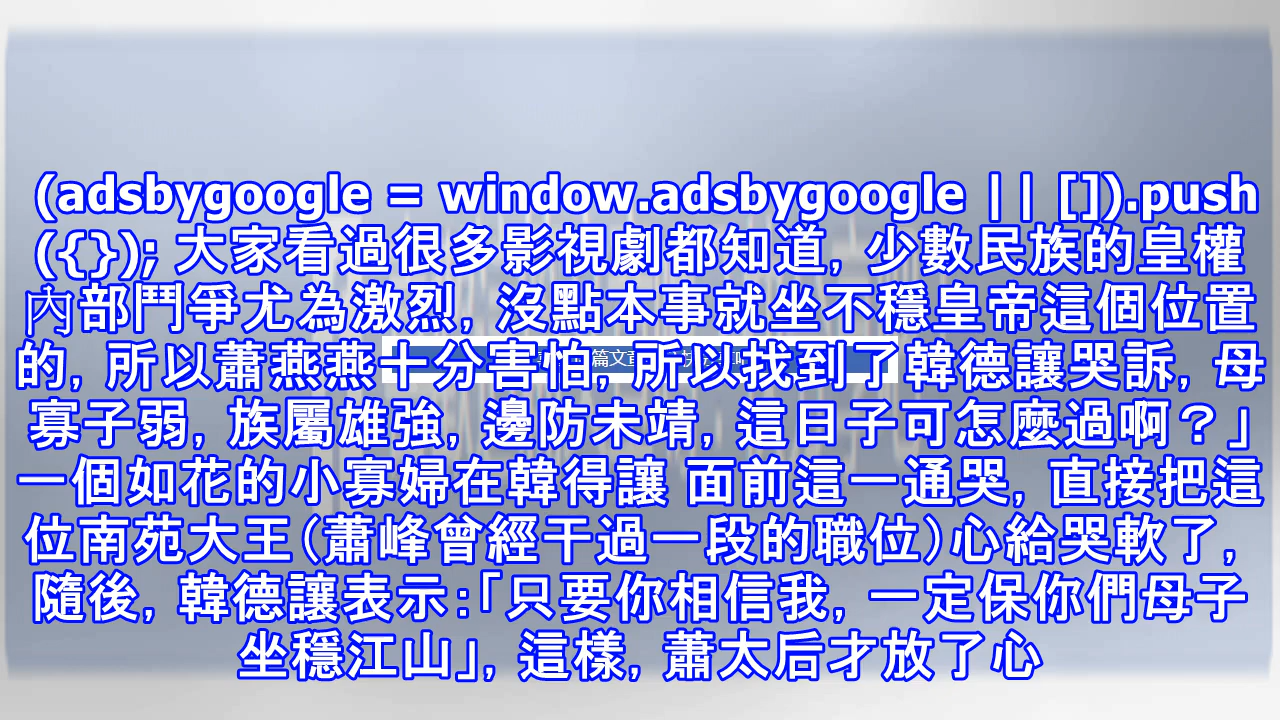 (adsbygoogle = window.adsbygoogle || []).push
({}); 大家看過很多影視劇都知道, 少數民族的皇權
內部鬥爭尤為激烈, 沒點本事就坐不穩皇帝這個位置
的, 所以蕭燕燕十分害怕, 所以找到了韓德讓哭訴, 母
寡子弱, 族屬雄強, 邊防未靖, 這日子可怎麼過啊？」
一個如花的小寡婦在韓得讓 面前這一通哭, 直接把這
位南苑大王(蕭峰曾經干過一段的職位)心給哭軟了,
隨後, 韓德讓表示:「只要你相信我, 一定保你們母子
坐穩江山」, 這樣, 蕭太后才放了心
篇文章